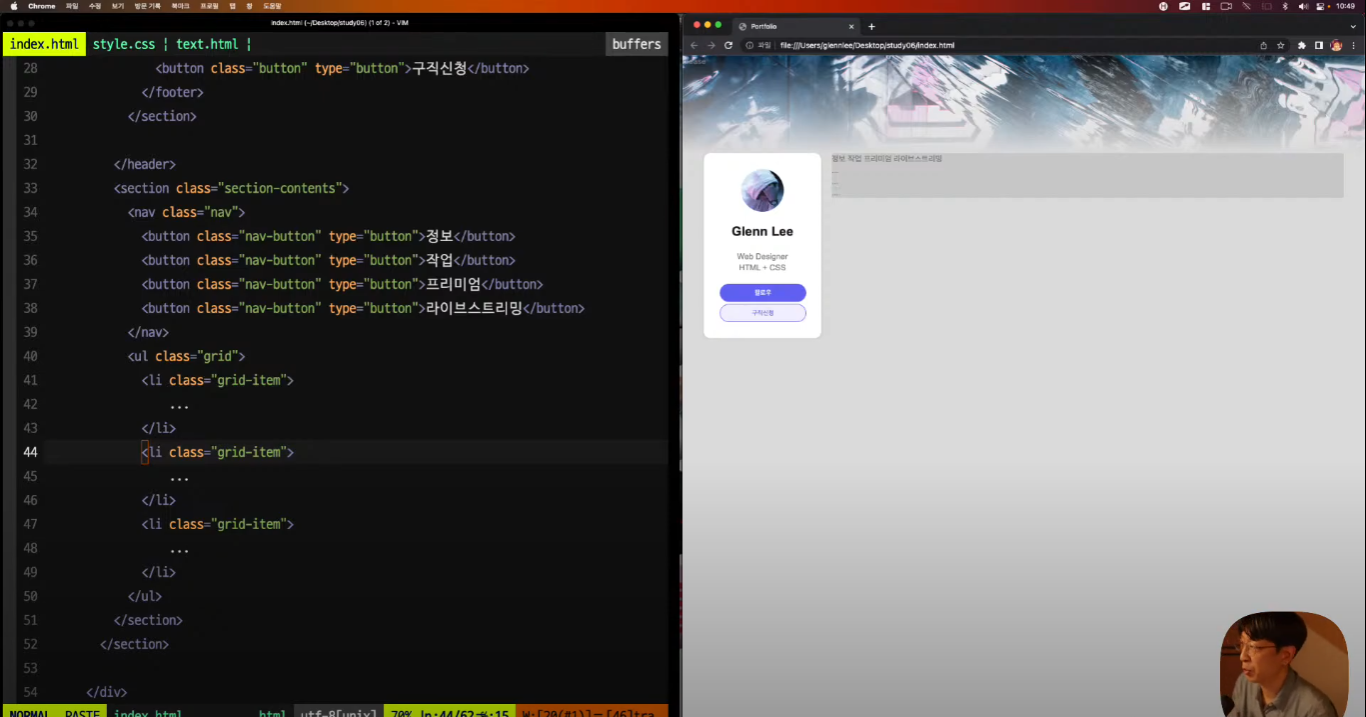 Chrome 파일 수정 보기 방문 기록 북마크 프로필 탭 창 도움말
10:49
index.html (~/Desktop/study06) (1 of 2) - VIM
index.html style.css | text.html |
buffers
28 <button class="button" type="button">구직신청</button>
29 </footer>
30 </section>
31
32 </header>
33 <section class="section-contents">
34 <nav class="nav">
35 <button class="nav-button" type="button">정보</button>
36 <button class="nav-button" type="button">작업</button>
37 <button class="nav-button" type="button">프리미엄</button>
38 <button class="nav-button" type="button">라이브스트리밍</button>
39 </nav>
40 <ul class="grid">
41 <li class="grid-item">
42 ...
43 </li>
44 <li class="grid-item">
45 ...
46 </li>
47 <li class="grid-item">
48 ...
49 </li>
50 </ul>
51 </section>
52 </section>
53
54 </div>
NORMAL PASTE index.html html utf-8[unix] 70% ln:44/62≡%:15 W:[20(#1)]=[46]tra
Portfolio
파일 file:///Users/glennlee/Desktop/study06/index.html
정보 작업 프리미엄 라이브스트리밍
...
...
...
Glenn Lee
Web Designer
HTML + CSS
팔로우
구직신청